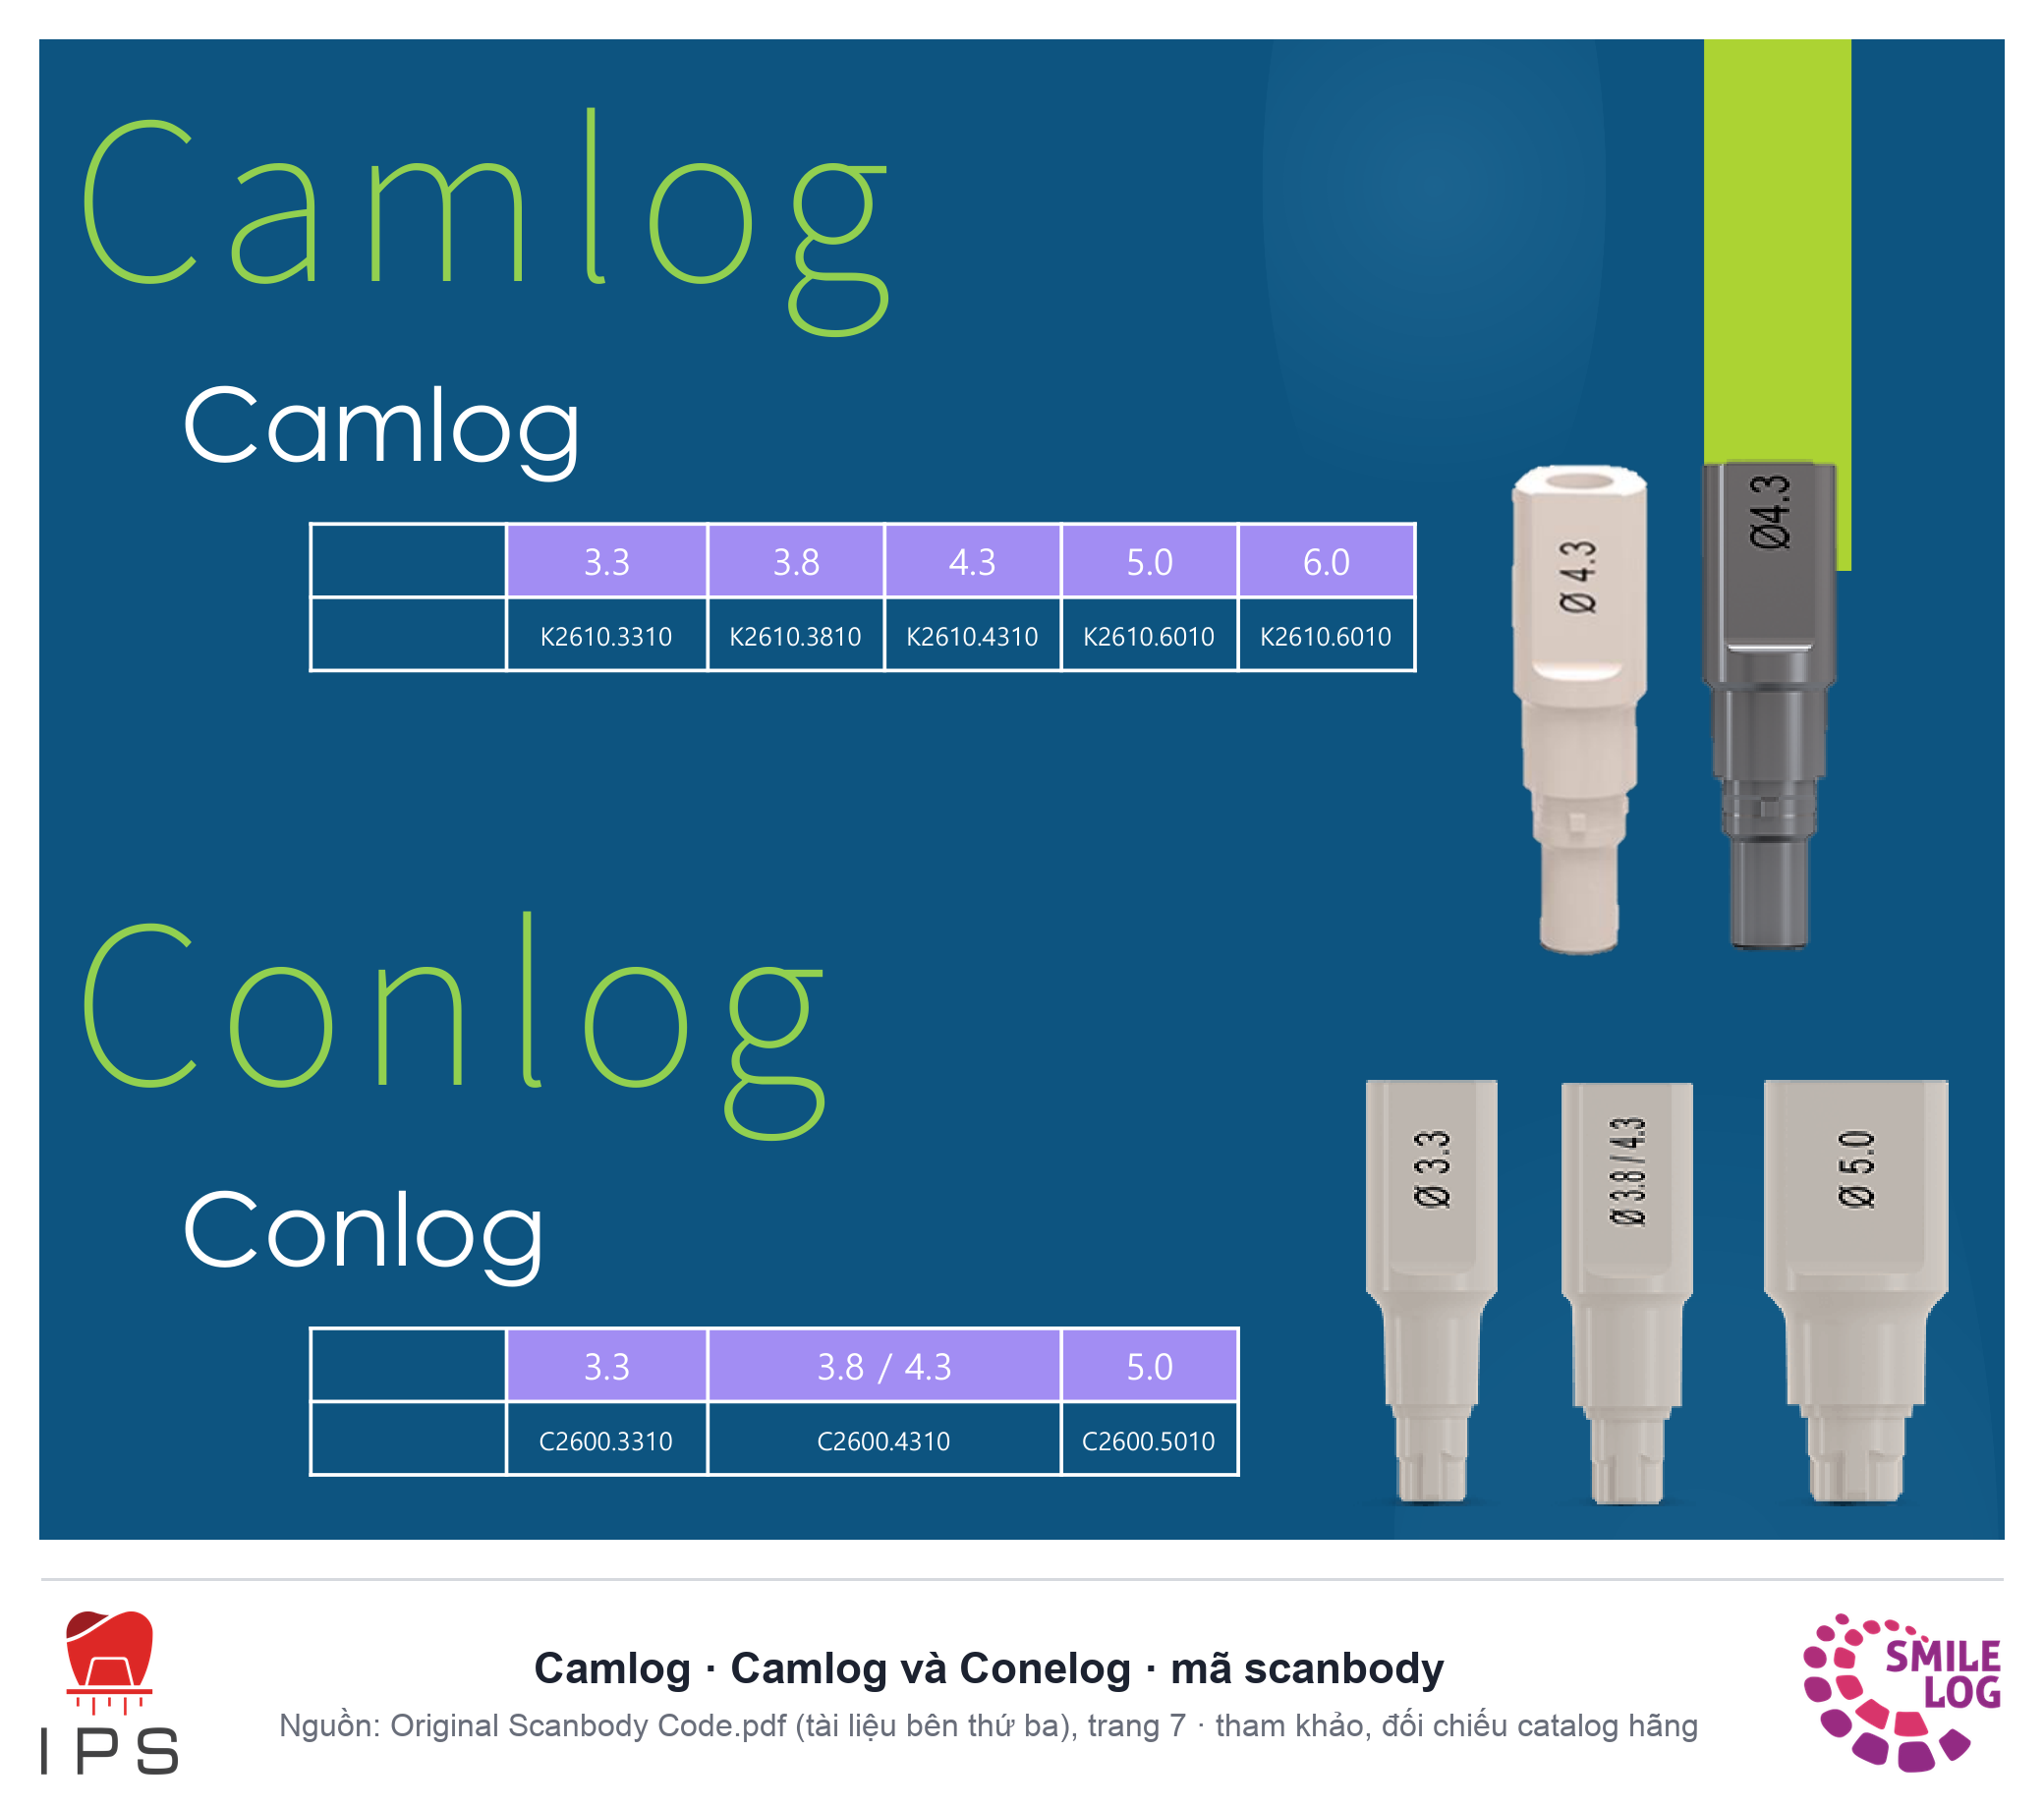 Camlog
Camlog
3.3 3.8 4.3 5.0 6.0
K2610.3310 K2610.3810 K2610.4310 K2610.6010 K2610.6010
Ø 4.3
Ø4.3
Conlog
Conlog
3.3 3.8 / 4.3 5.0
C2600.3310 C2600.4310 C2600.5010
Ø 3.3
Ø 3.8 / 4.3
Ø 5.0
IPS
Camlog · Camlog và Conelog · mã scanbody
Nguồn: Original Scanbody Code.pdf (tài liệu bên thứ ba), trang 7 · tham khảo, đối chiếu catalog hãng
SMILE
LOG